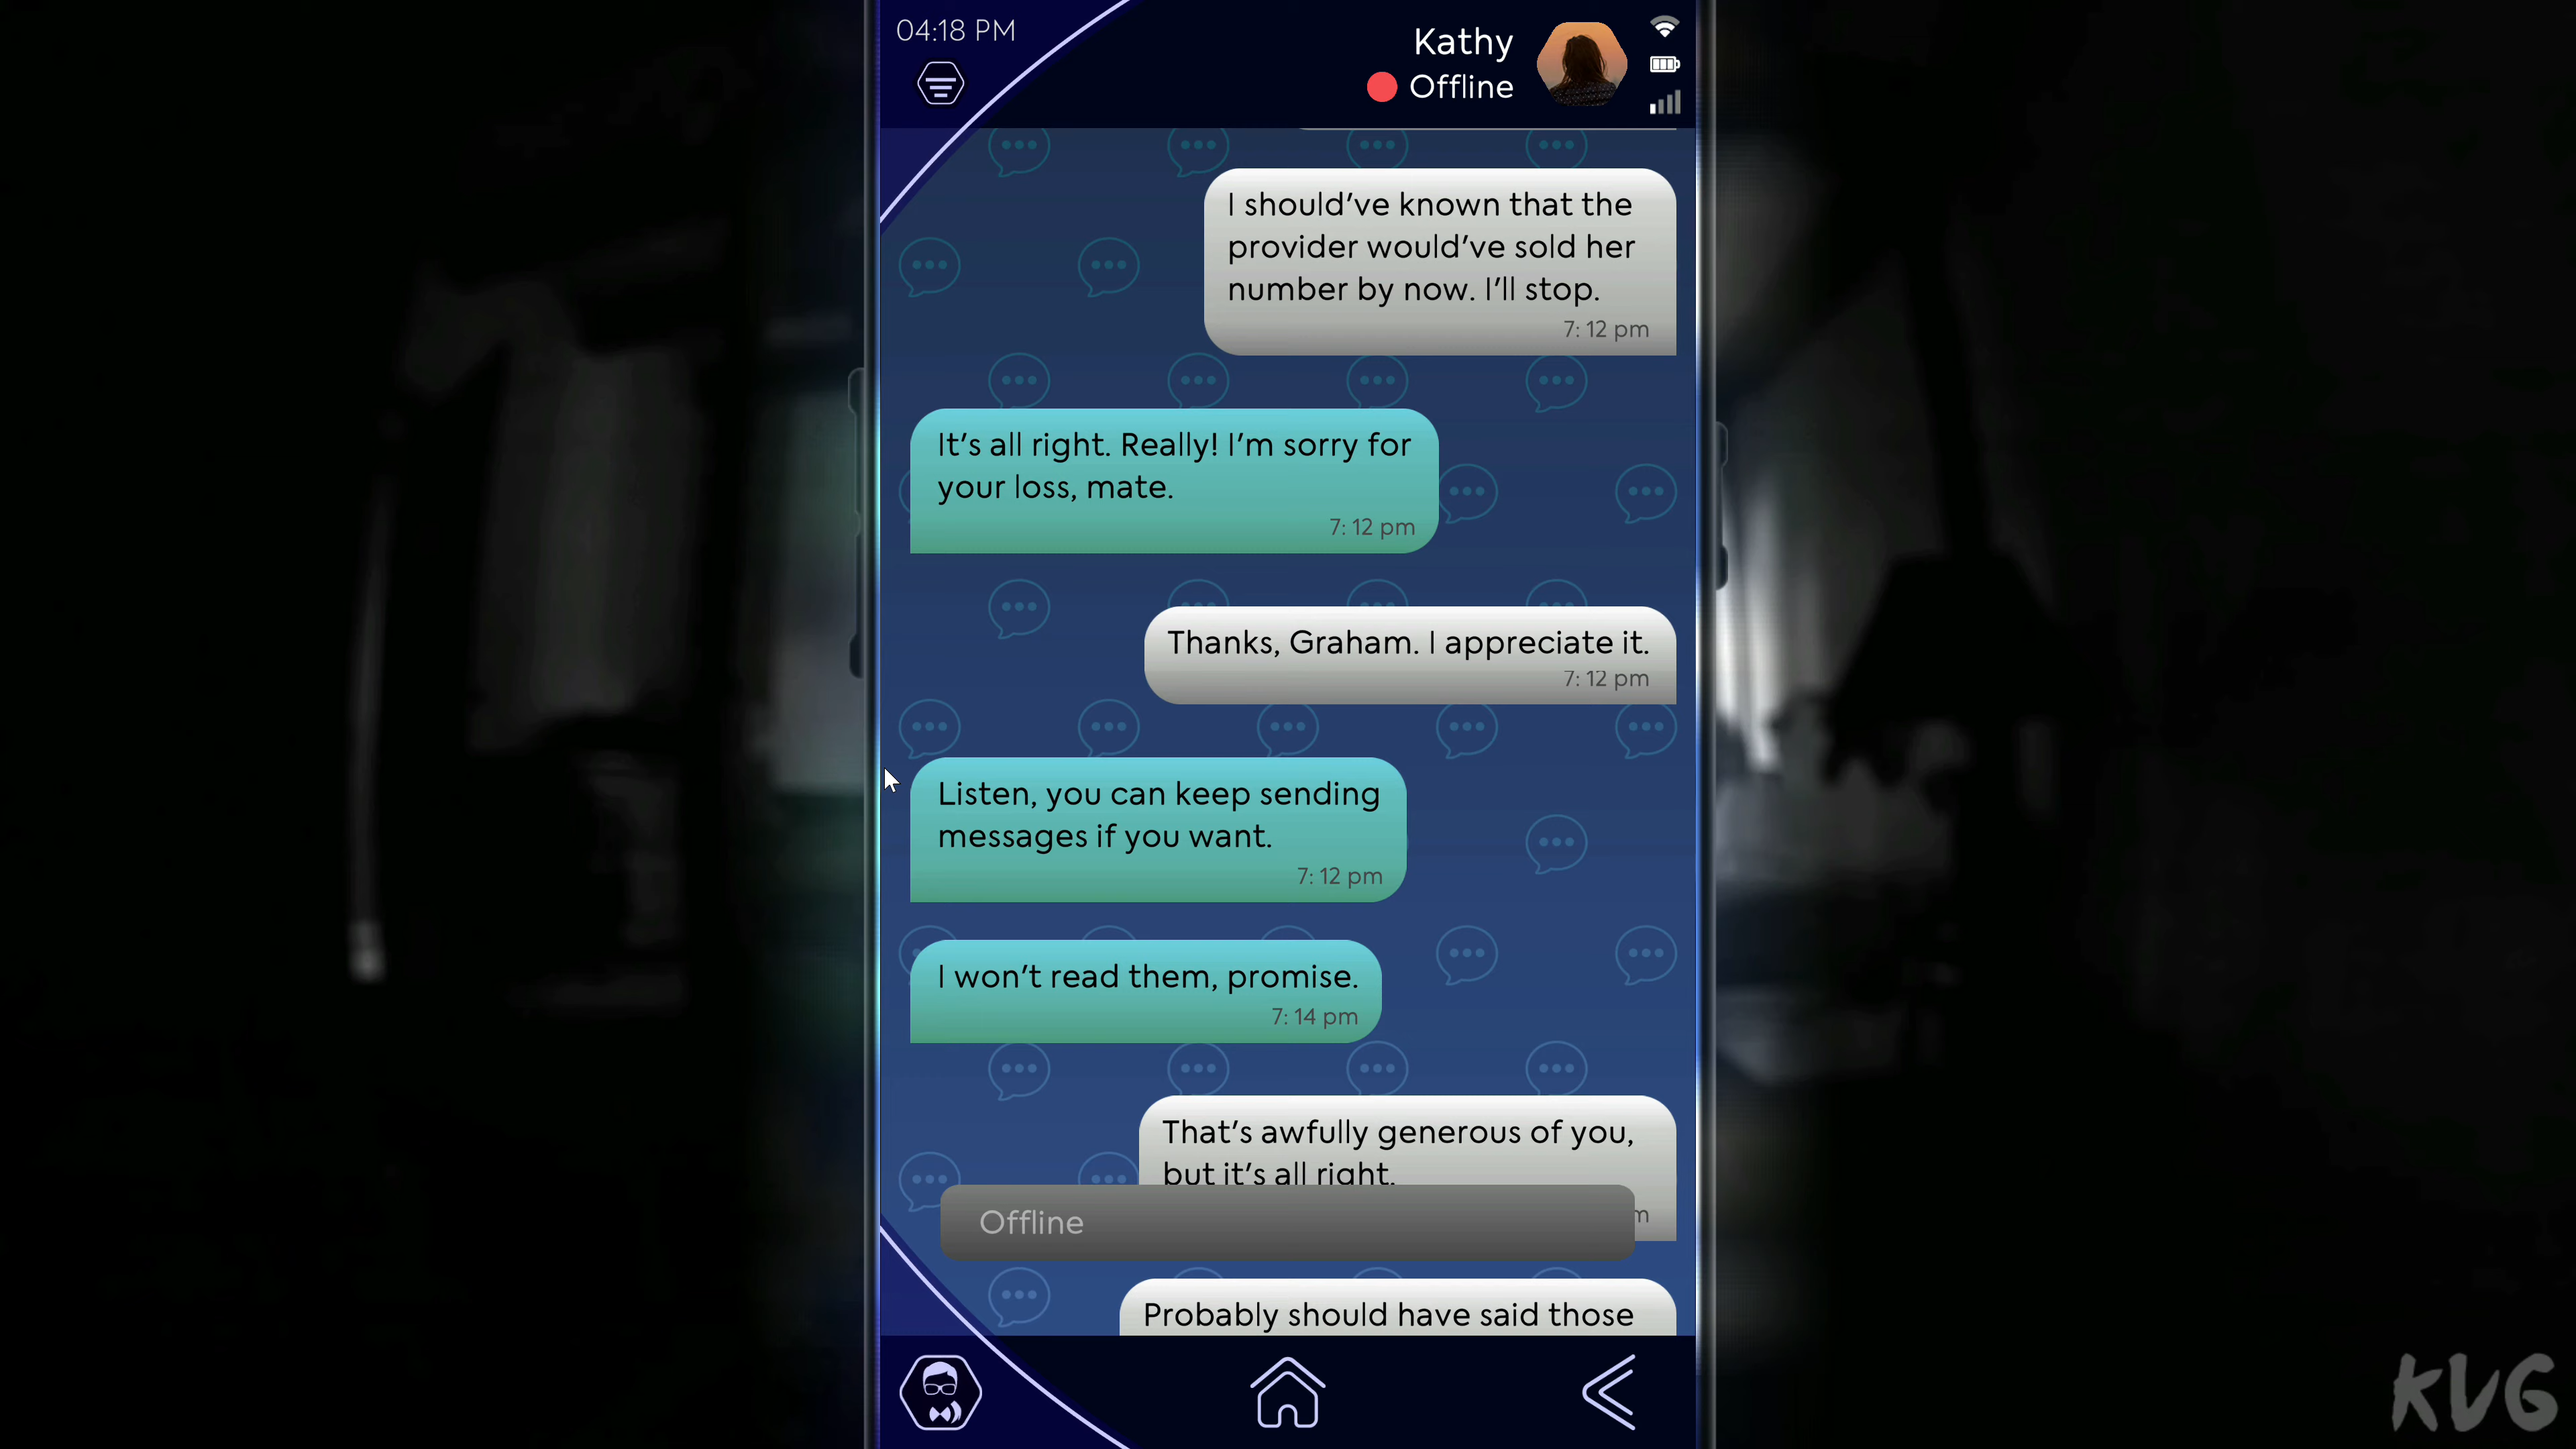 04:18 PM
Kathy
Offline
I should've known that the
provider would've sold her
number by now. I'll stop.
7: 12 pm
It's all right. Really! I'm sorry for
your loss, mate.
7: 12 pm
Thanks, Graham. I appreciate it.
7: 12 pm
Listen, you can keep sending
messages if you want.
7: 12 pm
I won't read them, promise.
7: 14 pm
That's awfully generous of you,
but it's all right.
Offline
Probably should have said those
KVG